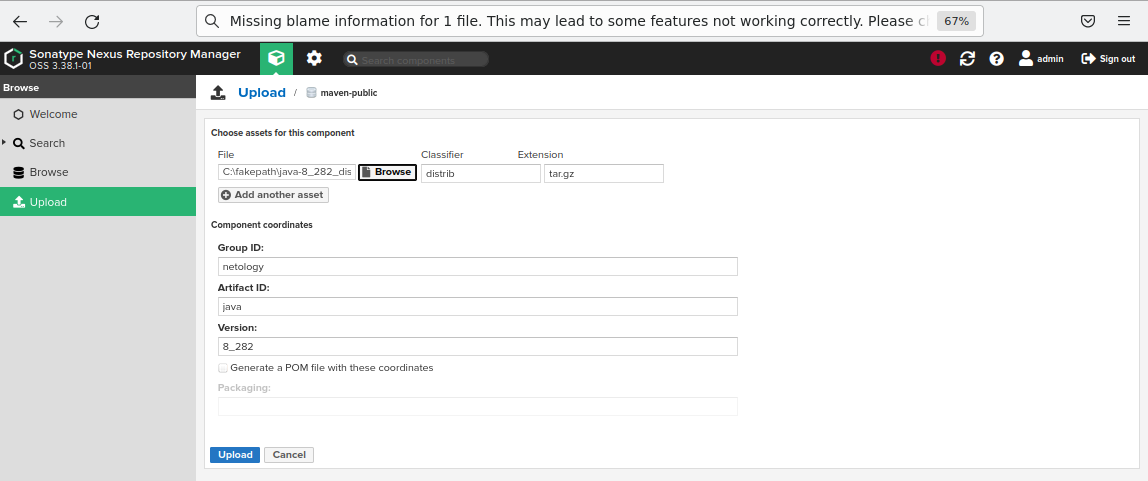 Missing blame information for 1 file. This may lead to some features not working correctly. Please
67%
Sonatype Nexus Repository Manager
OSS 3.38.1-01
Search components
admin
Sign out
Browse
Welcome
Search
Browse
Upload
Upload / maven-public
Choose assets for this component
File Classifier Extension
C:\fakepath\java-8_282_dis Browse distrib tar.gz
Add another asset
Component coordinates
Group ID:
netology
Artifact ID:
java
Version:
8_282
Generate a POM file with these coordinates
Packaging:
Upload Cancel